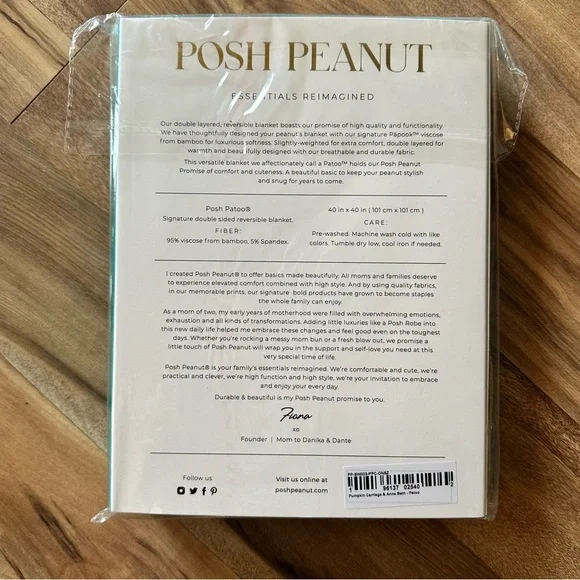 POSH PEANUT
ESSENTIALS REIMAGINED
Our double layered, reversible blanket boasts our promise of high quality and functionality.
We have thoughtfully designed your peanut's blanket with our signature Papook™ viscose
from bamboo for luxurious softness. Slightly-weighted for extra comfort, double layered for
warmth and beautifully designed with our breathable and durable fabric.
This versatile blanket we affectionately call a Patoo™ holds our Posh Peanut
Promise of comfort and cuteness. A beautiful basic to keep your peanut stylish
and snug for years to come.
Posh Patoo®
Signature double sided reversible blanket.
FIBER:
95% viscose from bamboo, 5% Spandex.
40 in x 40 in ( 101 cm x 101 cm )
CARE:
Pre-washed. Machine wash cold with like
colors. Tumble dry low, cool iron if needed.
I created Posh Peanut® to offer basics made beautifully. All moms and families deserve
to experience elevated comfort combined with high style. And by using quality fabrics,
in our memorable prints, our signature bold products have grown to become staples
the whole family can enjoy.
As a mom of two, my early years of motherhood were filled with overwhelming emotions,
exhaustion and all kinds of transformations. Adding little luxuries like a Posh Robe into
this new daily life helped me embrace these changes and feel good even on the toughest
days. Whether you're rocking a messy mom bun or a fresh blow out, we promise a
little touch of Posh Peanut will wrap you in the support and self-love you need at this
very special time of life.
Posh Peanut® is your family's essentials reimagined. We're comfortable and cute, we're
practical and clever, we're high function and high style, we're your invitation to embrace
and enjoy your every day.
Durable & beautiful is my Posh Peanut promise to you.
Fiona
xo
Founder | Mom to Danika & Dante
Follow us
Visit us online at
poshpeanut.com
1 96137 02540
Pumpkin Carriage & Anne Beth - Patoo